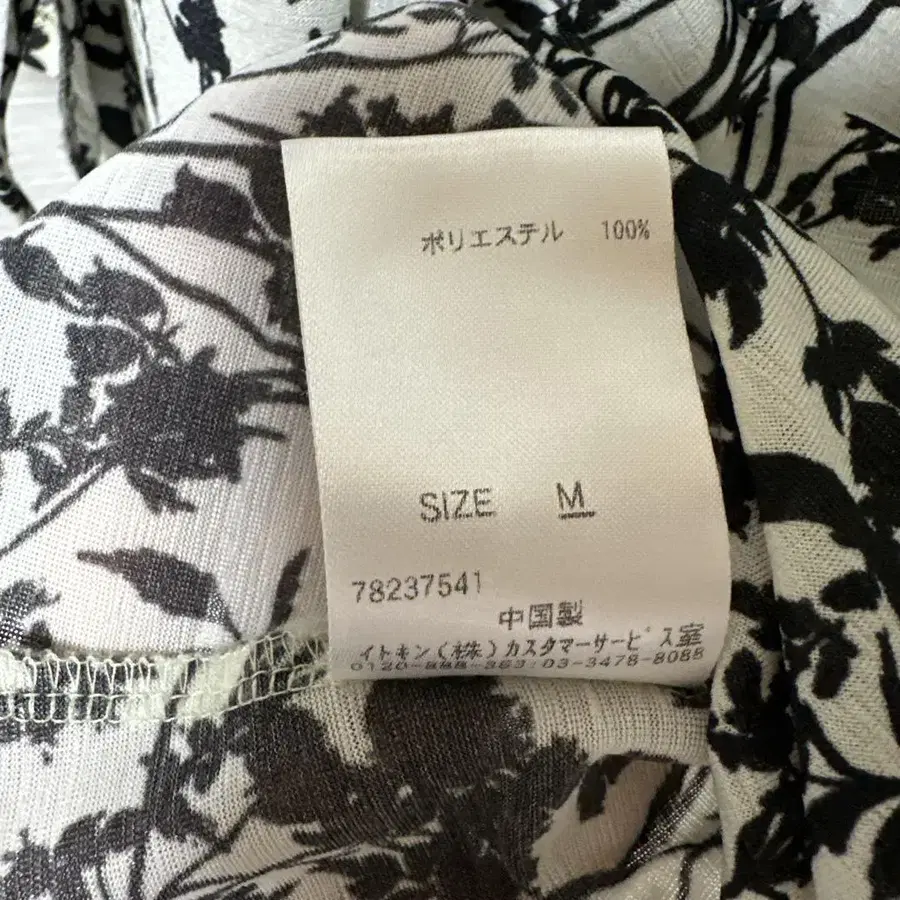 ポリエステル 100%
SIZE M
78237541
中国製
イトキン(株)カスタマーサービス室
0120-888-363:03-3478-8088